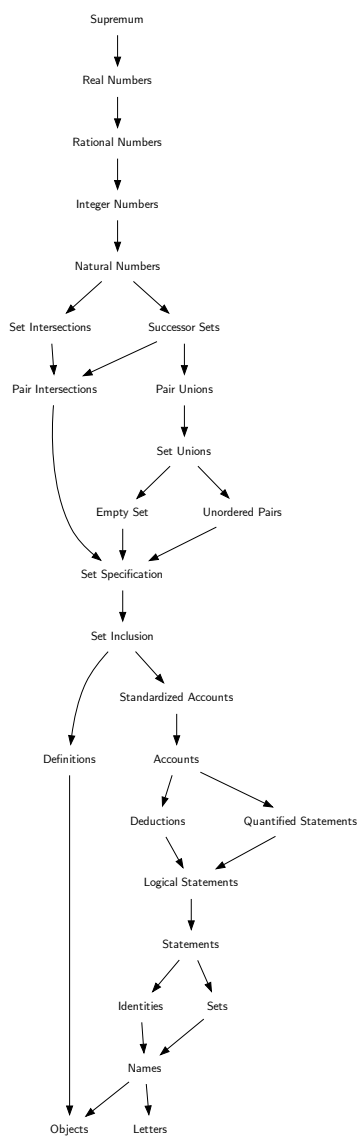 Supremum
Real Numbers
Rational Numbers
Integer Numbers
Natural Numbers
Set Intersections
Successor Sets
Pair Intersections
Pair Unions
Set Unions
Empty Set
Unordered Pairs
Set Specification
Set Inclusion
Standardized Accounts
Definitions
Accounts
Deductions
Quantified Statements
Logical Statements
Statements
Identities
Sets
Names
Objects
Letters